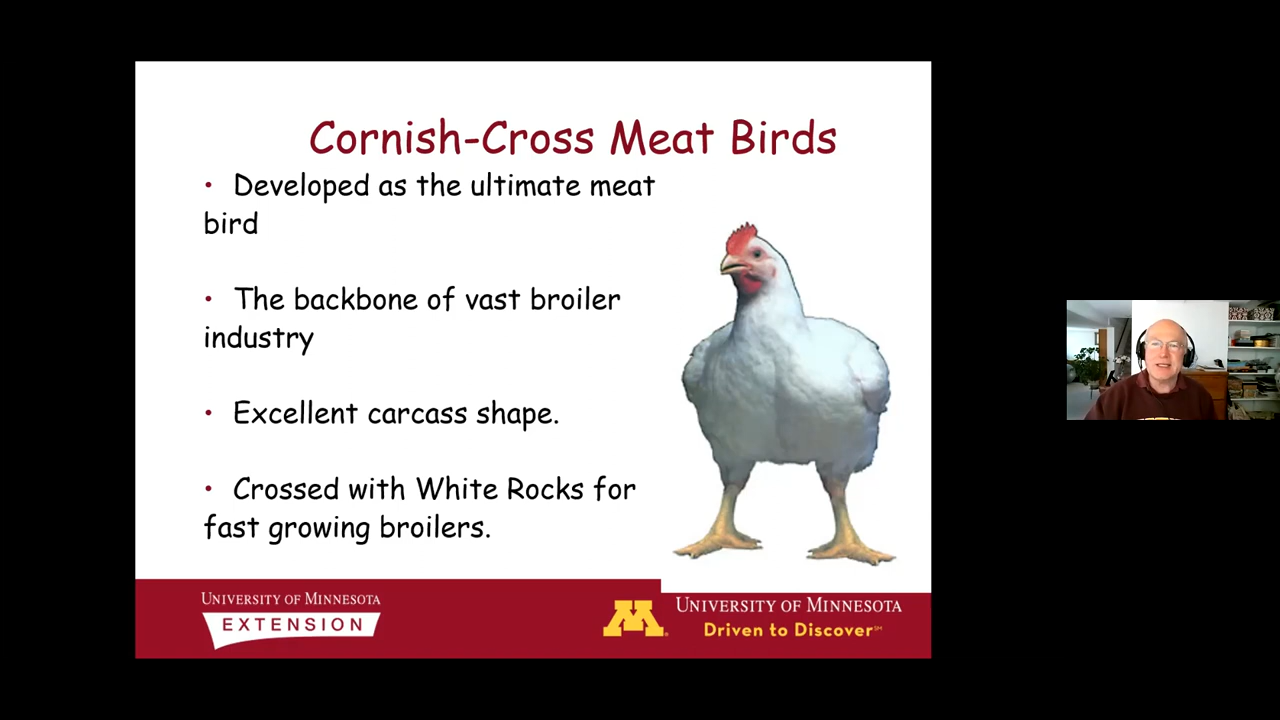 Cornish-Cross Meat Birds
• Developed as the ultimate meat
bird
• The backbone of vast broiler
industry
• Excellent carcass shape.
• Crossed with White Rocks for
fast growing broilers.
UNIVERSITY OF MINNESOTA
EXTENSION
M
UNIVERSITY OF MINNESOTA
Driven to Discover℠